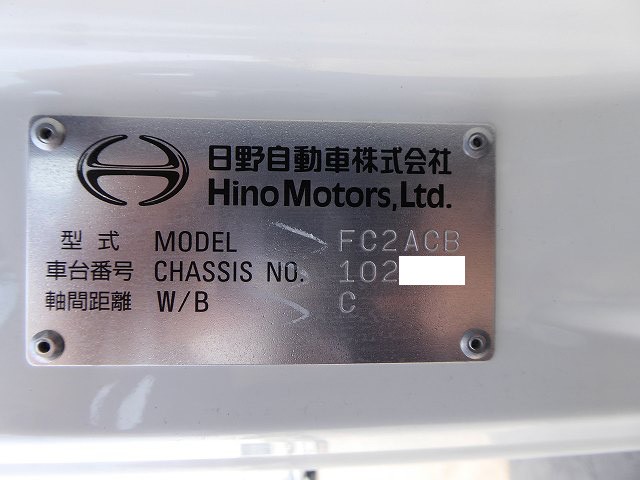 日野自動車株式会社
Hino Motors, Ltd.
型式 MODEL FC2ACB
車台番号 CHASSIS NO. 102
軸間距離 W/B C